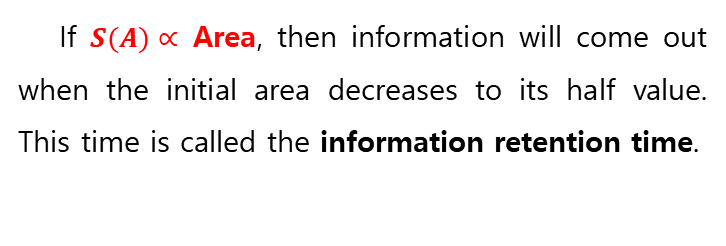 If S(A) ∝ Area, then information will come out
when the initial area decreases to its half value.
This time is called the information retention time.